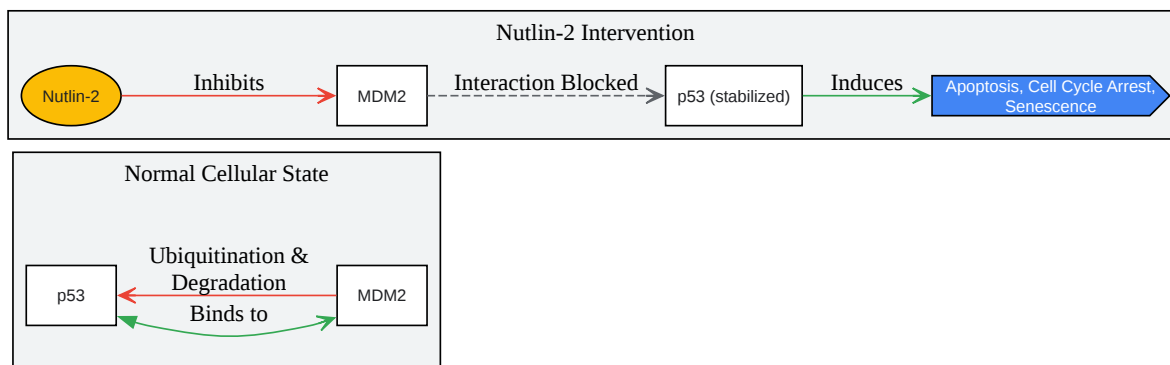 Nutlin-2 Intervention
Nutlin-2
Inhibits
MDM2
Interaction Blocked
p53 (stabilized)
Induces
Apoptosis, Cell Cycle Arrest,
Senescence
Normal Cellular State
p53
Ubiquitination &
Degradation
Binds to
MDM2